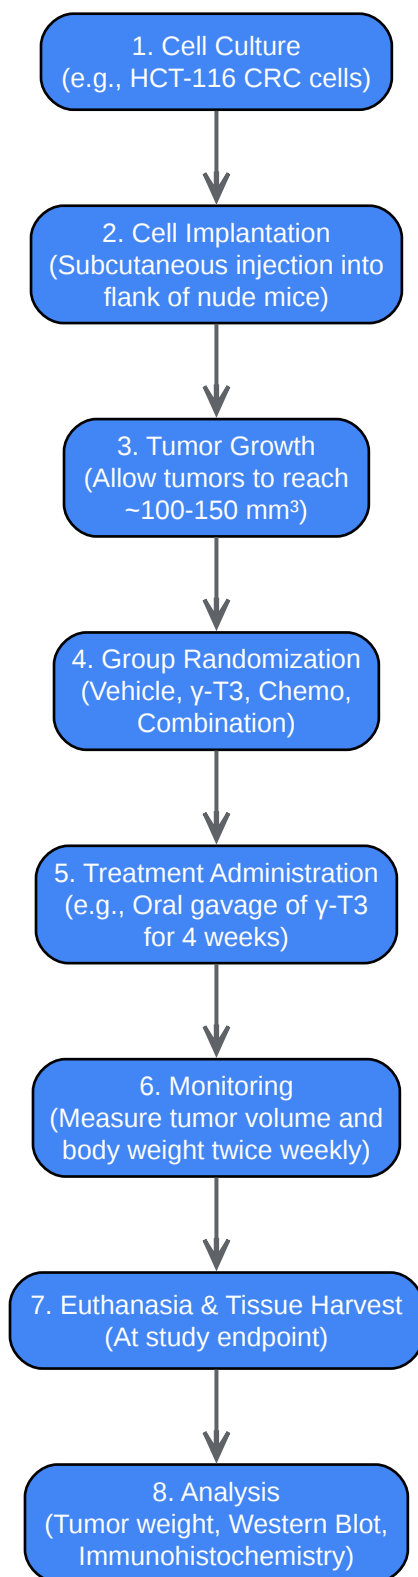 1. Cell Culture
(e.g., HCT-116 CRC cells)
2. Cell Implantation
(Subcutaneous injection into
flank of nude mice)
3. Tumor Growth
(Allow tumors to reach
~100-150 mm³)
4. Group Randomization
(Vehicle, γ-T3, Chemo,
Combination)
5. Treatment Administration
(e.g., Oral gavage of γ-T3
for 4 weeks)
6. Monitoring
(Measure tumor volume and
body weight twice weekly)
7. Euthanasia & Tissue Harvest
(At study endpoint)
8. Analysis
(Tumor weight, Western Blot,
Immunohistochemistry)